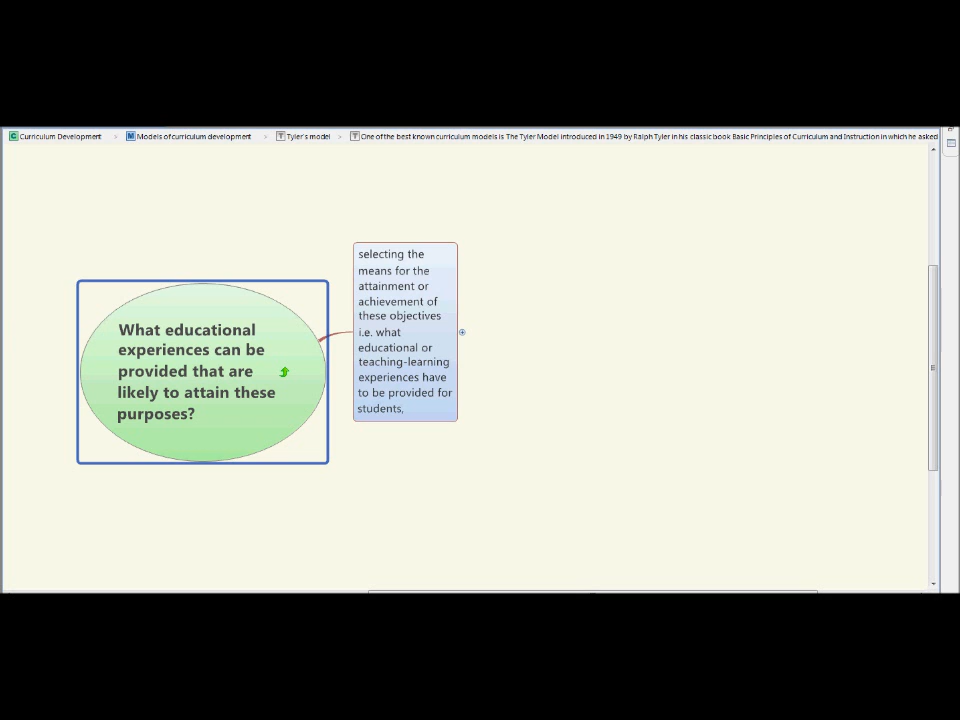 C Curriculum Development > M Models of curriculum development > T Tyler's model > T One of the best known curriculum models is The Tyler Model introduced in 1949 by Ralph Tyler in his classic book Basic Principles of Curriculum and Instruction in which he asked
What educational
experiences can be
provided that are
likely to attain these
purposes?
selecting the
means for the
attainment or
achievement of
these objectives
i.e. what
educational or
teaching-learning
experiences have
to be provided for
students,